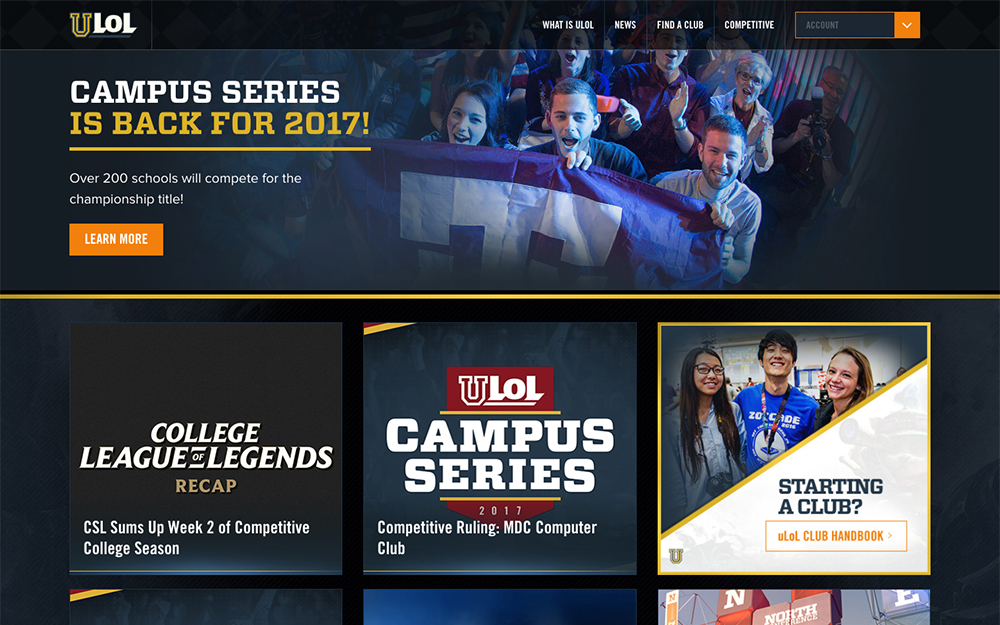 ULOL
WHAT IS ULOL
NEWS
FIND A CLUB
COMPETITIVE
ACCOUNT
CAMPUS SERIES
IS BACK FOR 2017!
Over 200 schools will compete for the
championship title!
LEARN MORE
COLLEGE
LEAGUE OF LEGENDS
RECAP
CSL Sums Up Week 2 of Competitive
College Season
ULOL
CAMPUS
SERIES
2017
Competitive Ruling: MDC Computer
Club
2016
STARTING
A CLUB?
uLoL CLUB HANDBOOK >
U
N
NORTH
E